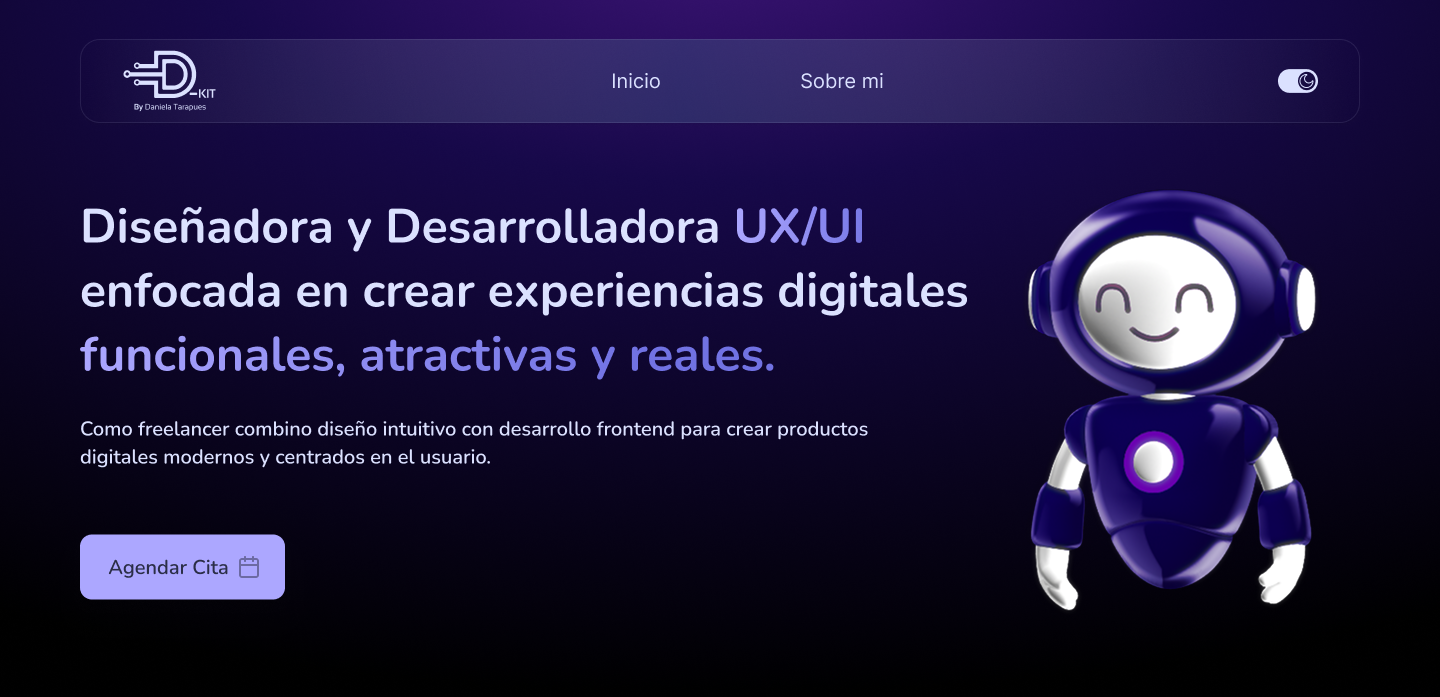 D-KIT
By Daniela Tarapues
Inicio
Sobre mi
Diseñadora y Desarrolladora UX/UI
enfocada en crear experiencias digitales
funcionales, atractivas y reales.
Como freelancer combino diseño intuitivo con desarrollo frontend para crear productos
digitales modernos y centrados en el usuario.
Agendar Cita